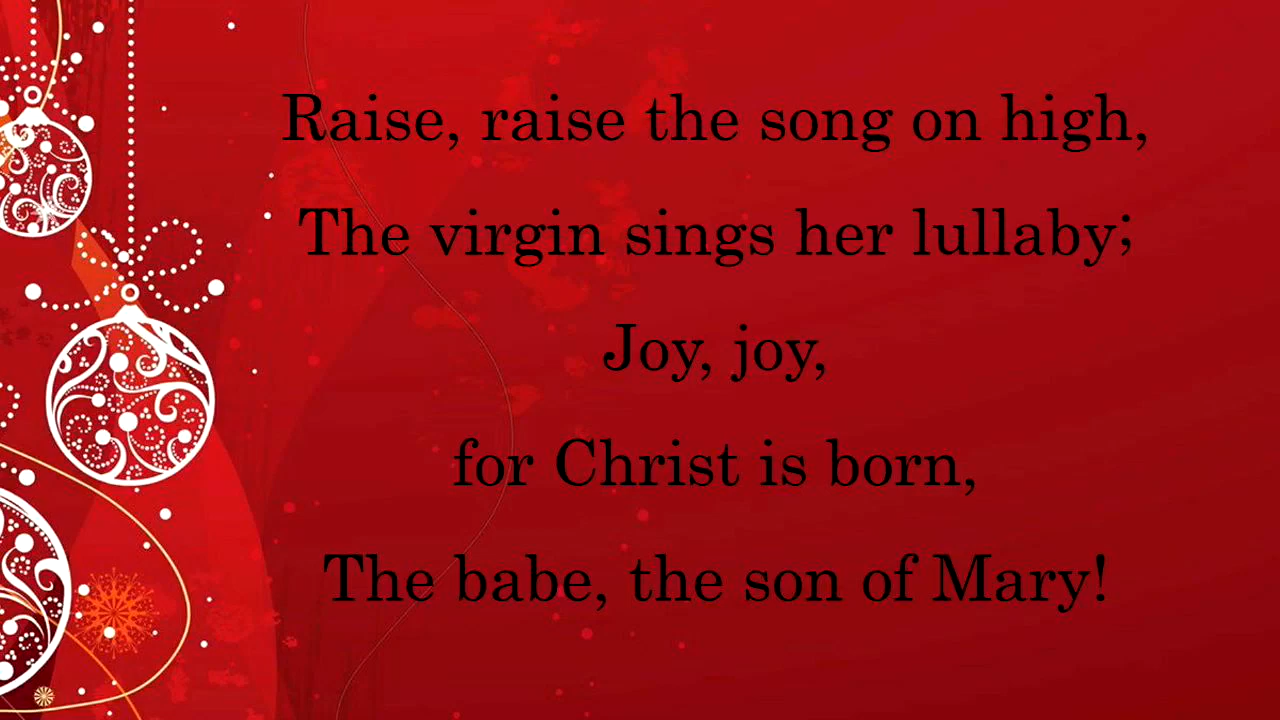 Raise, raise the song on high,
The virgin sings her lullaby;
Joy, joy,
for Christ is born,
The babe, the son of Mary!